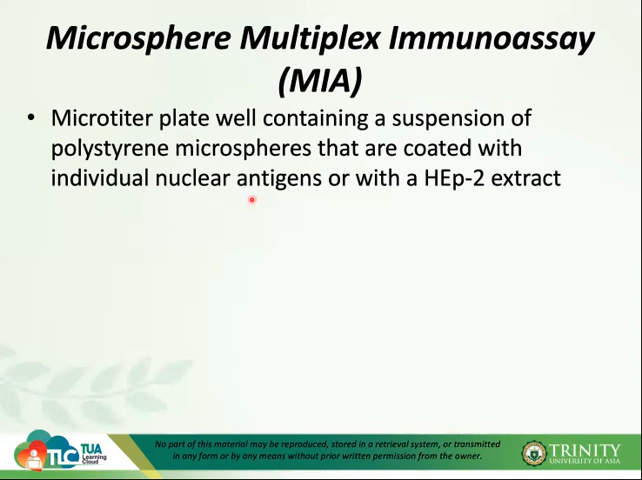 Microsphere Multiplex Immunoassay
(MIA)
• Microtiter plate well containing a suspension of
polystyrene microspheres that are coated with
individual nuclear antigens or with a HEp-2 extract
TLC
TUA
Learning
Cloud
No part of this material may be reproduced, stored in a retrieval system, or transmitted
in any form or by any means without prior written permission from the owner.
TRINITY
UNIVERSITY OF ASIA